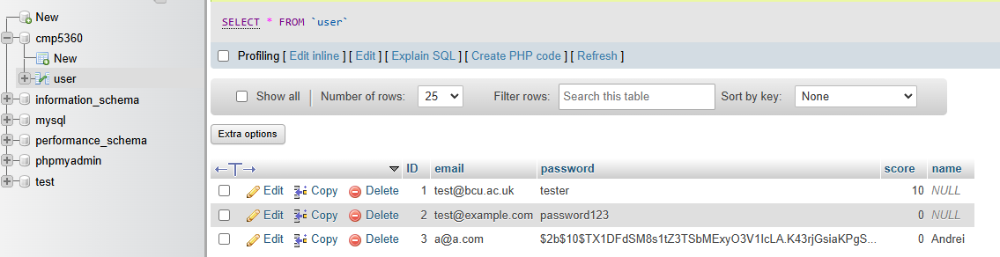 New
cmp5360
New
user
information_schema
mysql
performance_schema
phpmyadmin
test
SELECT * FROM `user`
Profiling [ Edit inline ] [ Edit ] [ Explain SQL ] [ Create PHP code ] [ Refresh ]
Show all Number of rows: 25 Filter rows: Search this table Sort by key: None
Extra options
ID email password score name
Edit Copy Delete 1 test@bcu.ac.uk tester 10 NULL
Edit Copy Delete 2 test@example.com password123 0 NULL
Edit Copy Delete 3 a@a.com $2b$10$TX1DFdSM8s1tZ3TSbMExyO3V1IcLA.K43rjGsiaKPgS... 0 Andrei